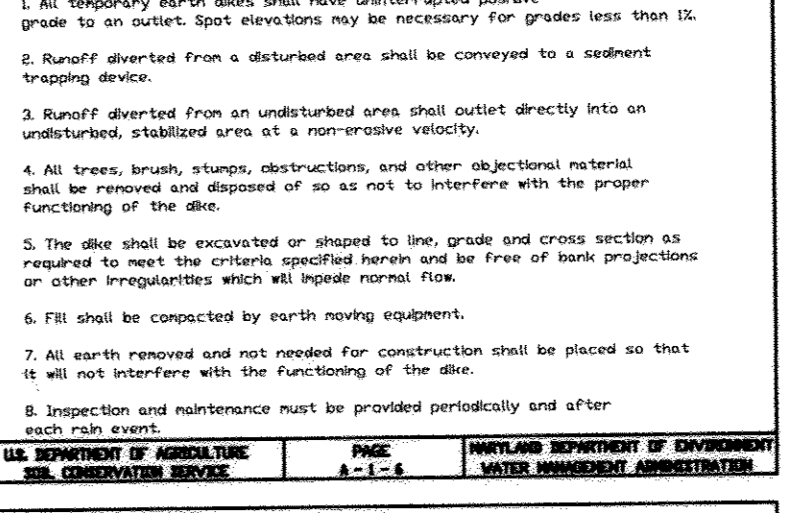 1. All temporary earth dikes shall have uninterrupted positive
grade to an outlet. Spot elevations may be necessary for grades less than 1%.
2. Runoff diverted from a disturbed area shall be conveyed to a sediment
trapping device.
3. Runoff diverted from an undisturbed area shall outlet directly into an
undisturbed, stabilized area at a non-erosive velocity.
4. All trees, brush, stumps, obstructions, and other objectional material
shall be removed and disposed of so as not to interfere with the proper
functioning of the dike.
5. The dike shall be excavated or shaped to line, grade and cross section as
required to meet the criteria specified herein and be free of bank projections
or other irregularities which will impede normal flow.
6. Fill shall be compacted by earth moving equipment.
7. All earth removed and not needed for construction shall be placed so that
it will not interfere with the functioning of the dike.
8. Inspection and maintenance must be provided periodically and after
each rain event.
U.S. DEPARTMENT OF AGRICULTURE
SOIL CONSERVATION SERVICE
PAGE
A - 1 - 6
MARYLAND DEPARTMENT OF ENVIRONMENT
WATER MANAGEMENT ADMINISTRATION